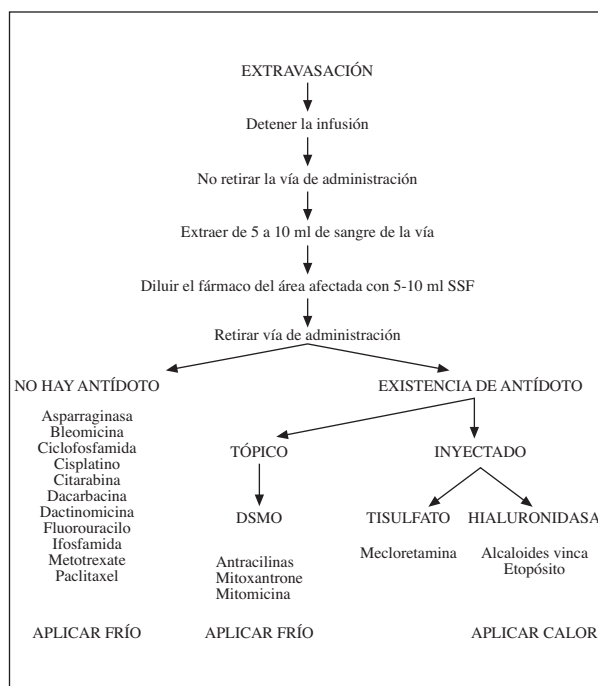 EXTRAVASACIÓN
Detener la infusión
No retirar la vía de administración
Extraer de 5 a 10 ml de sangre de la vía
Diluir el fármaco del área afectada con 5-10 ml SSF
Retirar vía de administración
NO HAY ANTÍDOTO
Asparraginasa
Bleomicina
Ciclofosfamida
Cisplatino
Citarabina
Dacarbacina
Dactinomicina
Fluorouracilo
Ifosfamida
Metotrexate
Paclitaxel
APLICAR FRÍO
EXISTENCIA DE ANTÍDOTO
TÓPICO
DSMO
Antracilinas
Mitoxantrone
Mitomicina
APLICAR FRÍO
INYECTADO
TISULFATO
Mecloretamina
HIALURONIDASA
Alcaloides vinca
Etopósito
APLICAR CALOR